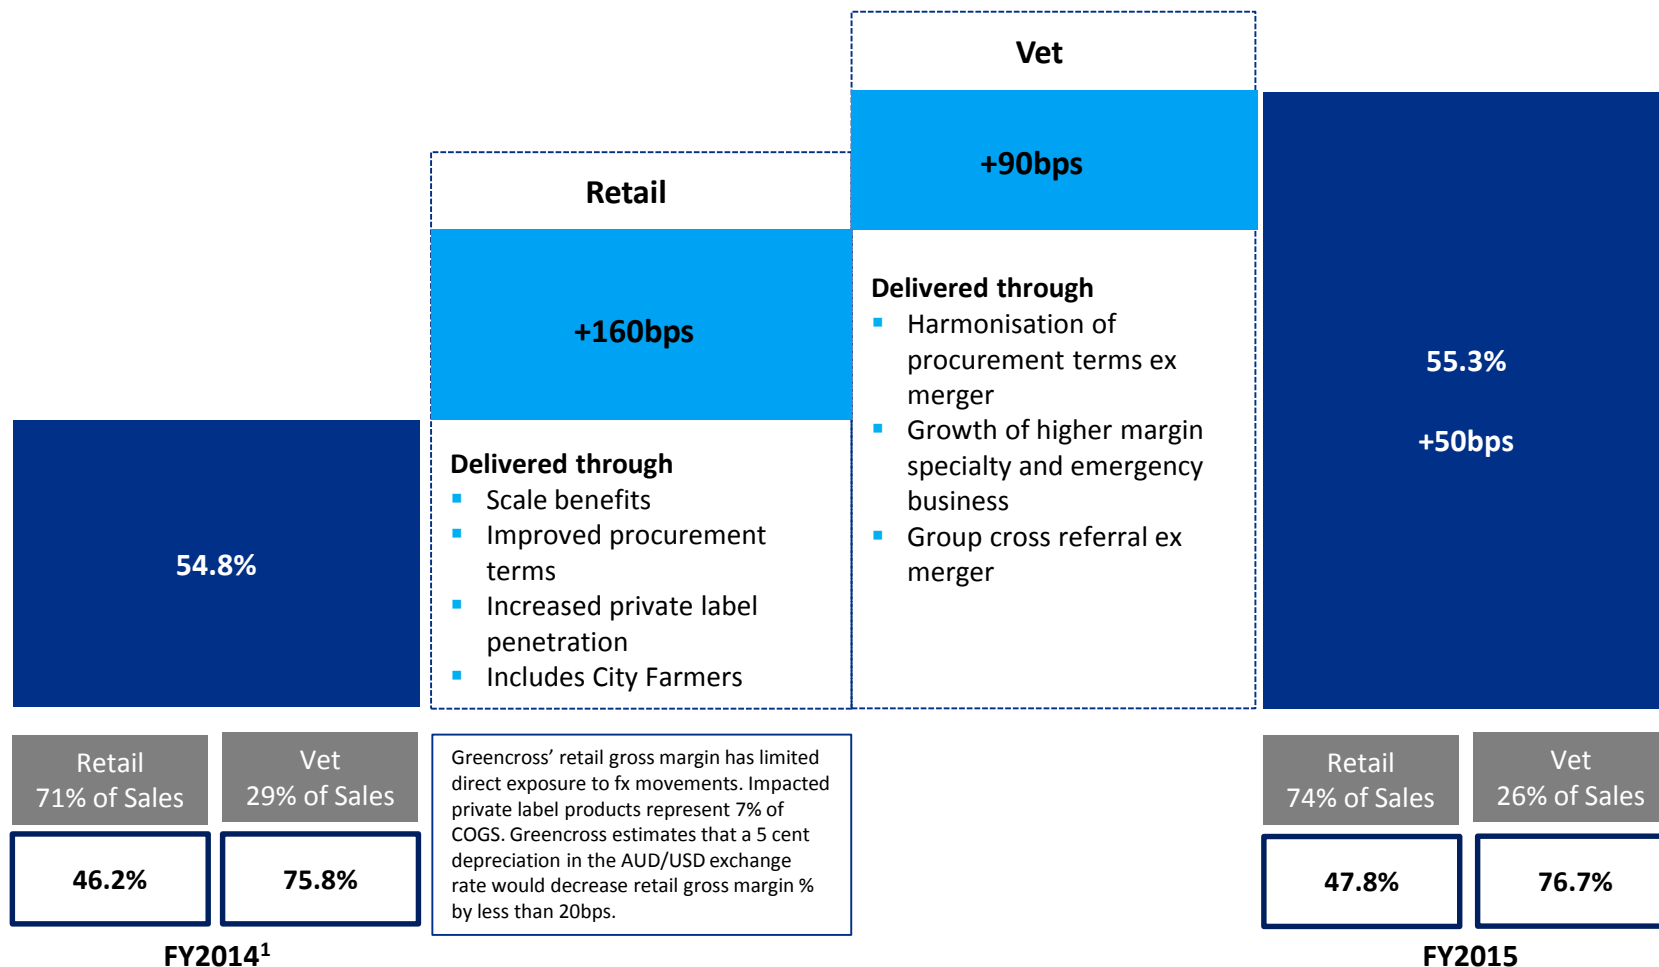 Vet
+90bps
Retail
+160bps
Delivered through
▪ Harmonisation of
procurement terms ex
merger
▪ Growth of higher margin
specialty and emergency
business
▪ Group cross referral ex
merger
55.3%
+50bps
54.8%
Delivered through
▪ Scale benefits
▪ Improved procurement
terms
▪ Increased private label
penetration
▪ Includes City Farmers
Retail
71% of Sales
Vet
29% of Sales
46.2%
75.8%
FY2014¹
Greencross’ retail gross margin has limited
direct exposure to fx movements. Impacted
private label products represent 7% of
COGS. Greencross estimates that a 5 cent
depreciation in the AUD/USD exchange
rate would decrease retail gross margin %
by less than 20bps.
Retail
74% of Sales
Vet
26% of Sales
47.8%
76.7%
FY2015